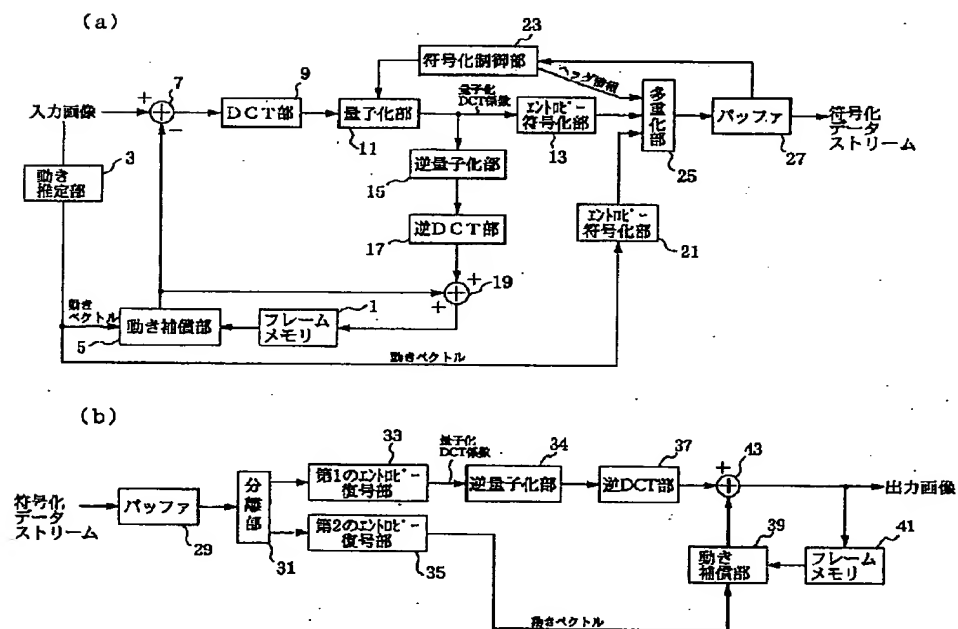 (a)
23
符号化制御部
7
9
ヘッダ情報
+
入力画像
−
DCT部
量子化部
11
量子化
DCT係数
エントロピー
符号化部
13
多重化部
25
バッファ
27
符号化
データ
ストリーム
3
動き
推定部
逆量子化部
15
逆DCT部
17
エントロピー
符号化部
21
+
19
+
動き
ベクトル
動き補償部
5
1
フレーム
メモリ
動きベクトル
(b)
33
量子化
DCT係数
34
37
43
第1のエントロピー
復号部
逆量子化部
逆DCT部
+
出力画像
符号化
データ
ストリーム
バッファ
29
分離部
31
第2のエントロピー
復号部
35
39
動き
補償部
41
フレーム
メモリ
動きベクトル